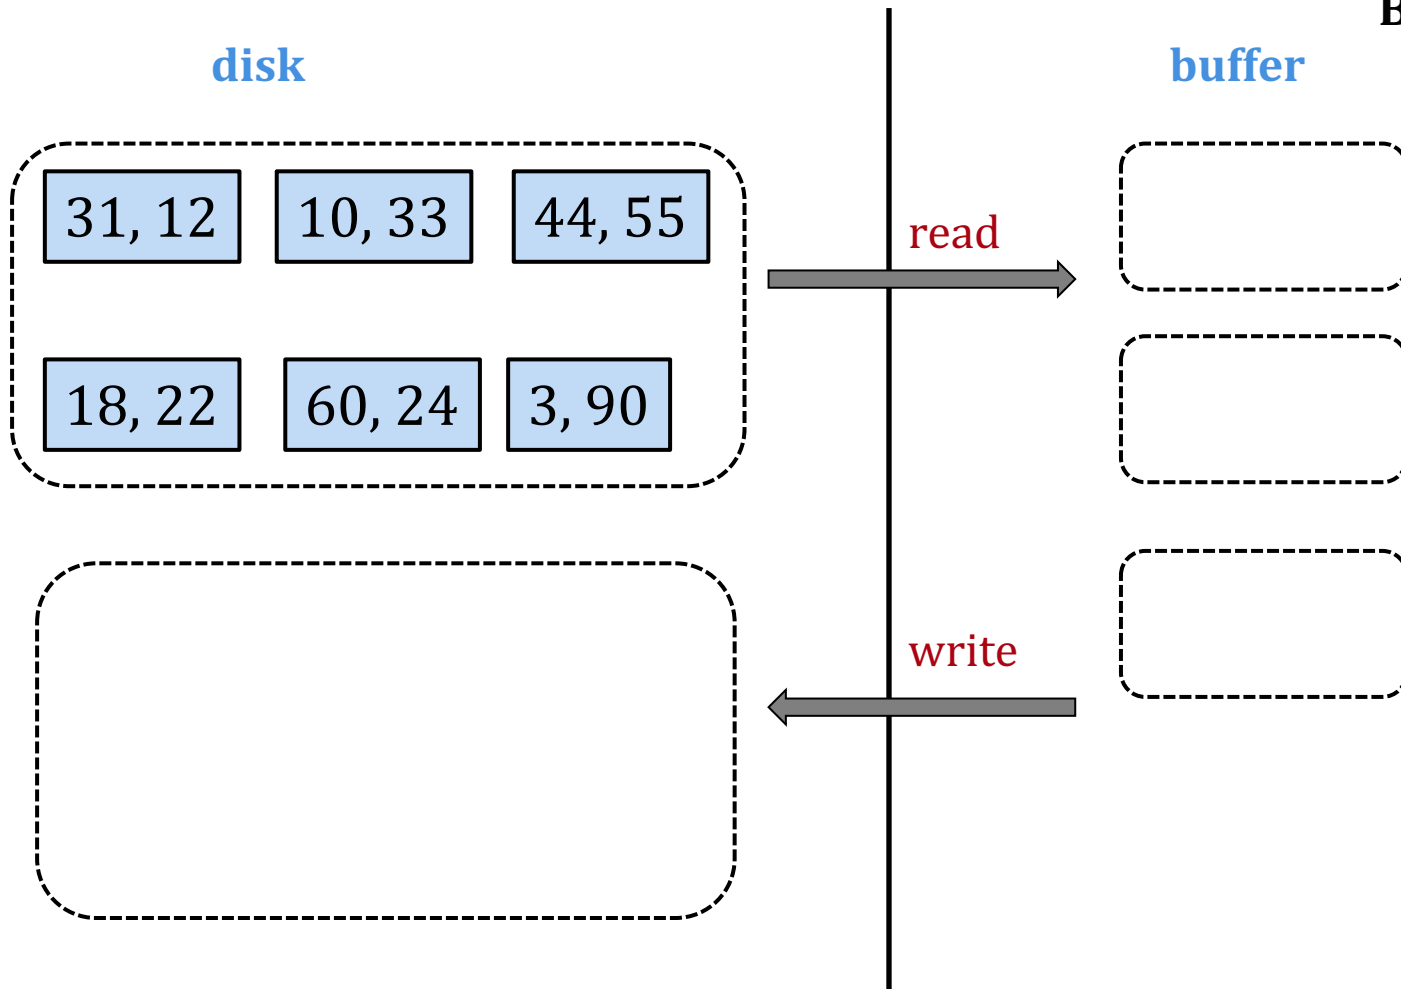 B
disk
buffer
31, 12
10, 33
44, 55
read
18, 22
60, 24
3, 90
write